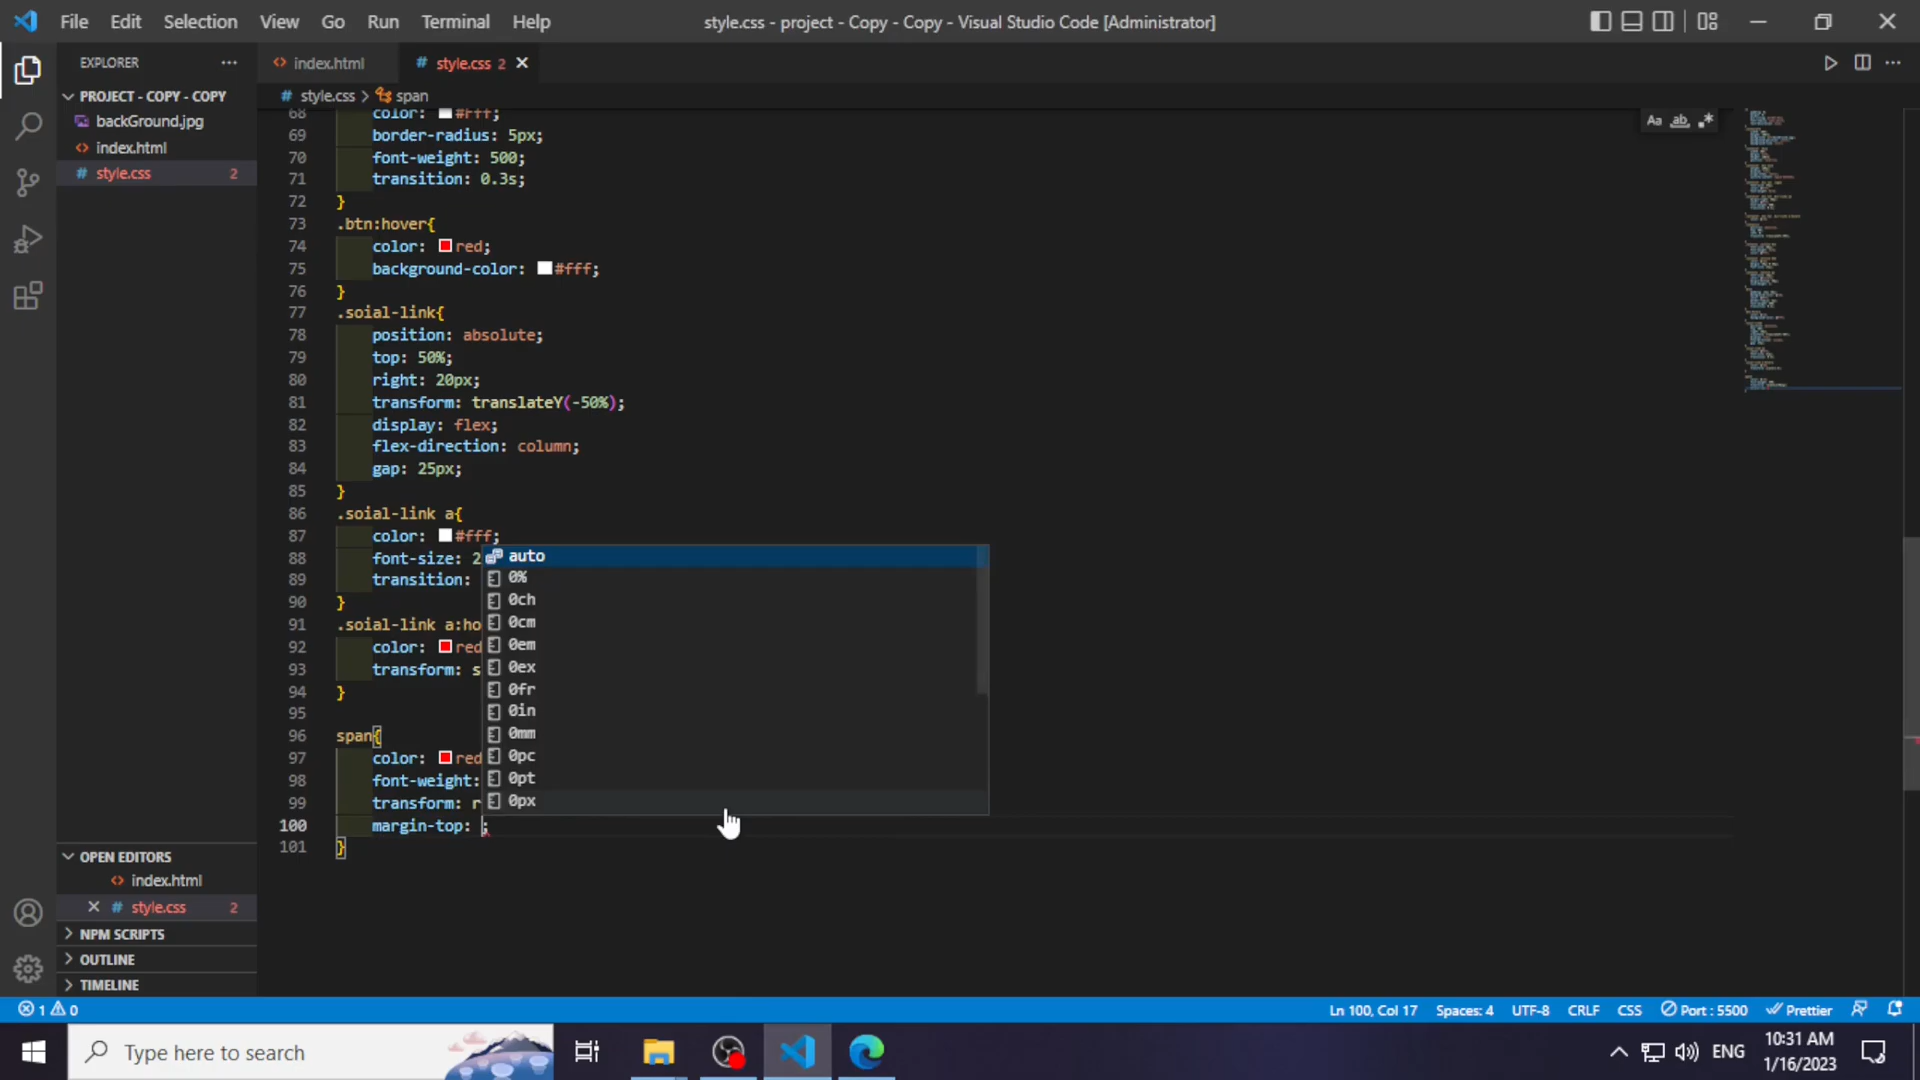 File Edit Selection View Go Run Terminal Help
style.css - project - Copy - Copy - Visual Studio Code [Administrator]
EXPLORER
PROJECT - COPY - COPY
backGround.jpg
index.html
style.css 2
index.html
style.css 2
style.css > span
68 color: #fff;
69 border-radius: 5px;
70 font-weight: 500;
71 transition: 0.3s;
72 }
73 .btn:hover{
74 color: red;
75 background-color: #fff;
76 }
77 .soial-link{
78 position: absolute;
79 top: 50%;
80 right: 20px;
81 transform: translateY(-50%);
82 display: flex;
83 flex-direction: column;
84 gap: 25px;
85 }
86 .soial-link a{
87 color: #fff;
88 font-size: 2
89 transition:
90 }
91 .soial-link a:ho
92 color: red
93 transform: s
94 }
95
96 span{
97 color: red
98 font-weight:
99 transform: r
100 margin-top: ;
101 }
auto
0%
0ch
0cm
0em
0ex
0fr
0in
0mm
0pc
0pt
0px
Aa ab .*
OPEN EDITORS
index.html
style.css 2
NPM SCRIPTS
OUTLINE
TIMELINE
1 0
Ln 100, Col 17 Spaces: 4 UTF-8 CRLF CSS Port : 5500 Prettier
Type here to search
ENG
10:31 AM
1/16/2023